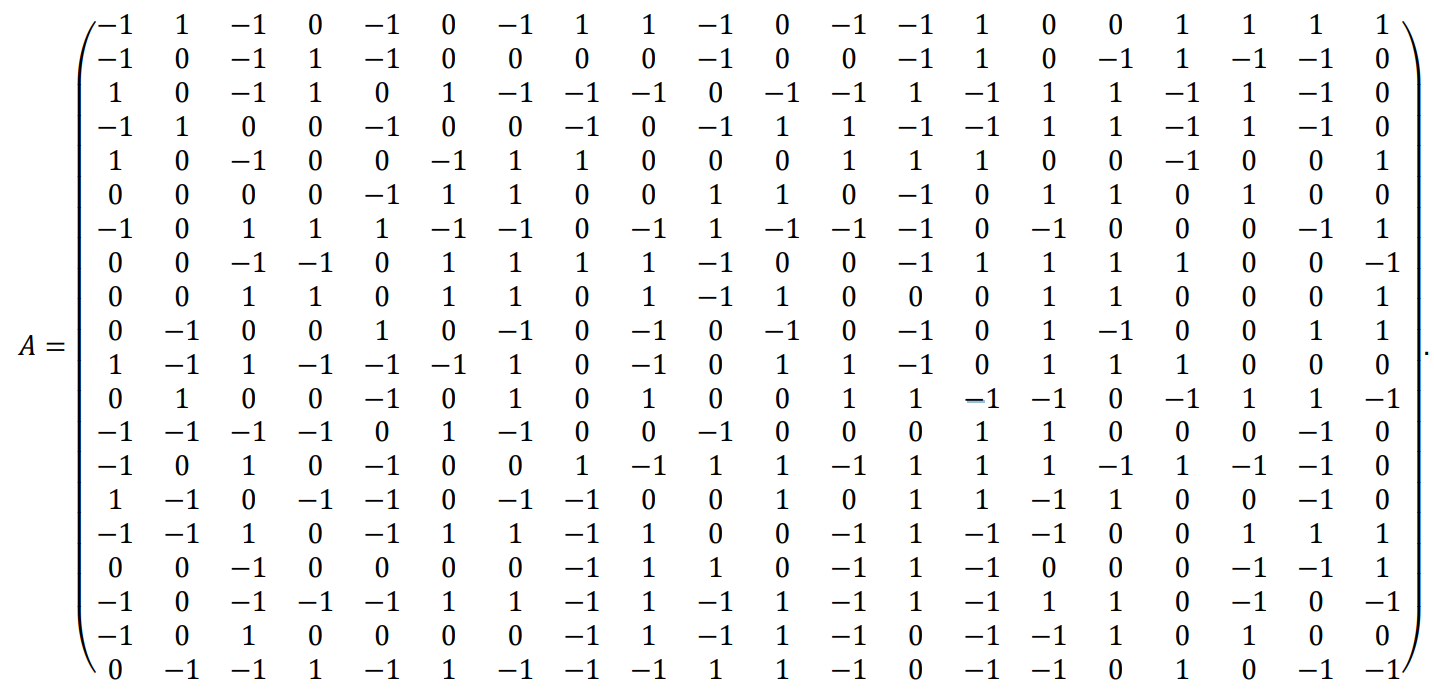 −1 1 −1 0 −1 0 −1 1 1 −1 0 −1 −1 1 0 0 1 1 1 1
−1 0 −1 1 −1 0 0 0 0 −1 0 0 −1 1 0 −1 1 −1 −1 0
1 0 −1 1 0 1 −1 −1 −1 0 −1 −1 1 −1 1 1 −1 1 −1 0
−1 1 0 0 −1 0 0 −1 0 −1 1 1 −1 −1 1 1 −1 1 −1 0
1 0 −1 0 0 −1 1 1 0 0 0 1 1 1 0 0 −1 0 0 1
0 0 0 0 −1 1 1 0 0 1 1 0 −1 0 1 1 0 1 0 0
−1 0 1 1 1 −1 −1 0 −1 1 −1 −1 −1 0 −1 0 0 0 −1 1
0 0 −1 −1 0 1 1 1 1 −1 0 0 −1 1 1 1 1 0 0 −1
0 0 1 1 0 1 1 0 1 −1 1 0 0 0 1 1 0 0 0 1
A = 0 −1 0 0 1 0 −1 0 −1 0 −1 0 −1 0 1 −1 0 0 1 1 .
1 −1 1 −1 −1 −1 1 0 −1 0 1 1 −1 0 1 1 1 0 0 0
0 1 0 0 −1 0 1 0 1 0 0 1 1 −1 −1 0 −1 1 1 −1
−1 −1 −1 −1 0 1 −1 0 0 −1 0 0 0 1 1 0 0 0 −1 0
−1 0 1 0 −1 0 0 1 −1 1 1 −1 1 1 1 −1 1 −1 −1 0
1 −1 0 −1 −1 0 −1 −1 0 0 1 0 1 1 −1 1 0 0 −1 0
−1 −1 1 0 −1 1 1 −1 1 0 0 −1 1 −1 −1 0 0 1 1 1
0 0 −1 0 0 0 0 −1 1 1 0 −1 1 −1 0 0 0 −1 −1 1
−1 0 −1 −1 −1 1 1 −1 1 −1 1 −1 1 −1 1 1 0 −1 0 −1
−1 0 1 0 0 0 0 −1 1 −1 1 −1 0 −1 −1 1 0 1 0 0
0 −1 −1 1 −1 1 −1 −1 −1 1 1 −1 0 −1 −1 0 1 0 −1 −1